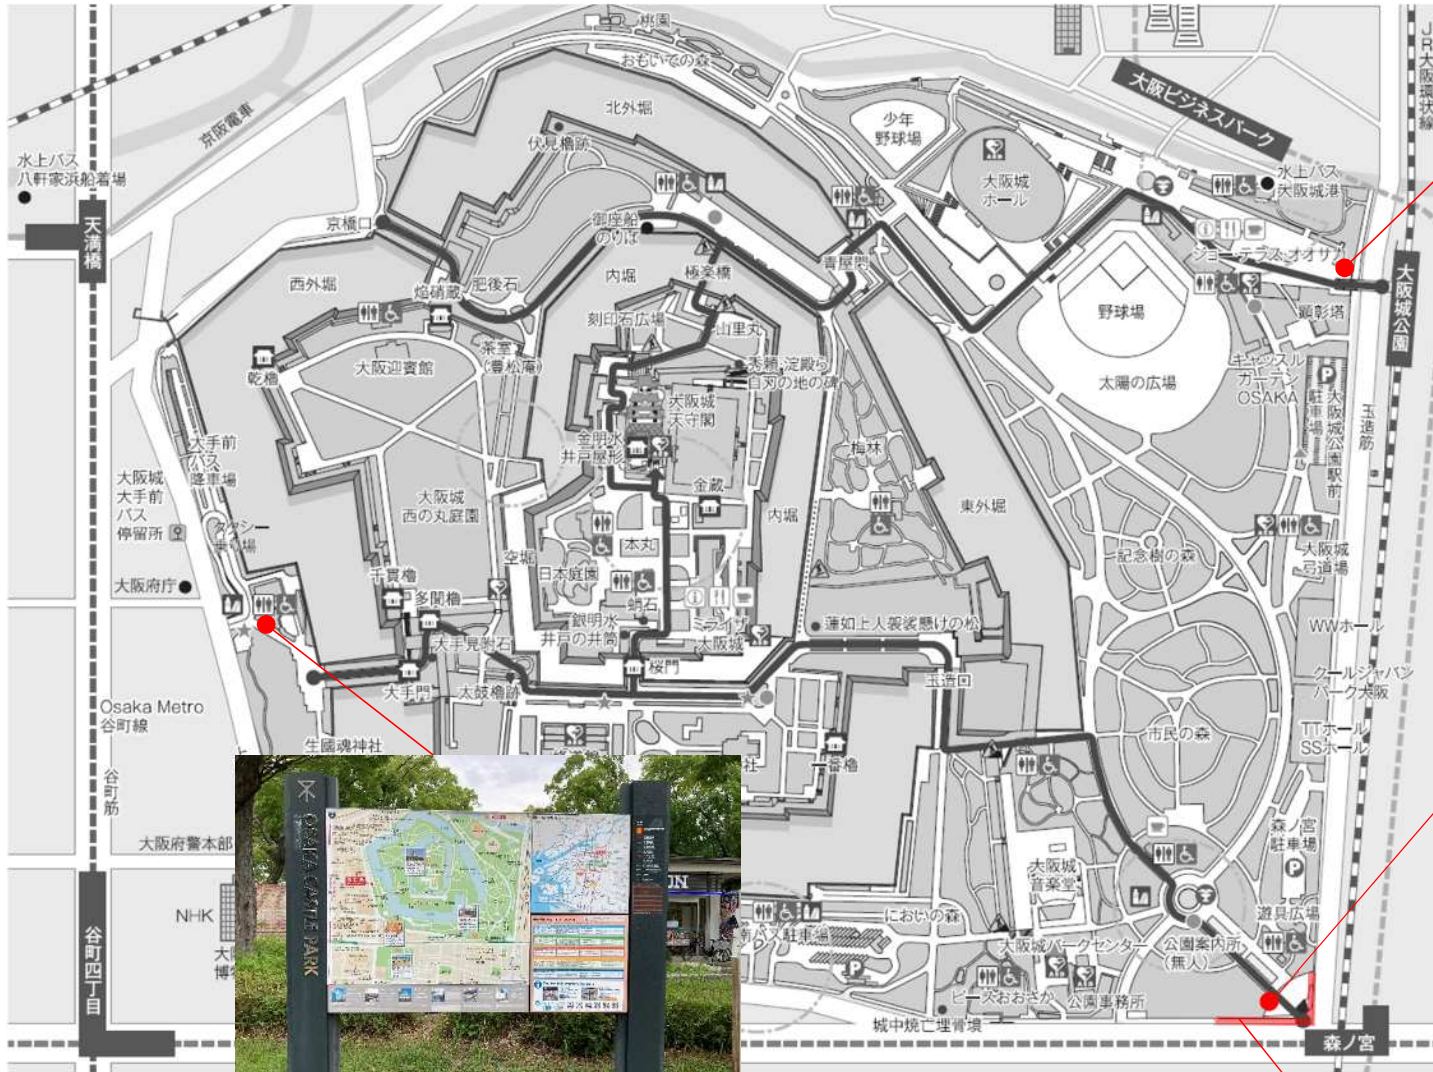 桃園
おもいでの森
京阪電車
北外堀
伏見櫓跡
少年
野球場
大阪ビジネスパーク
JR大阪環状線
水上バス
八軒家浜船着場
天満橋
京橋口
御座船
のりば
大阪城
ホール
水上バス
大阪城港
ジョー・テラス・オオサカ
大阪城公園
西外堀
焔硝蔵
肥後石
内堀
極楽橋
青屋門
野球場
顕彰塔
刻印石広場
山里丸
乾櫓
大阪迎賓館
茶室
(豊松庵)
秀頼・淀殿ら
自刃の地の碑
太陽の広場
キャッスル
ガーデン
OSAKA
大阪城公園駅前
駐車場
玉造筋
大阪城
天守閣
金明水
井戸屋形
大手前
バス
降車場
大阪城
大手前
バス
停留所
タクシー
乗り場
大阪城
西の丸庭園
金蔵
梅林
内堀
東外堀
空堀
本丸
日本庭園
記念樹の森
大阪城
弓道場
大阪府庁
千貫櫓
多聞櫓
蛸石
銀明水
井戸の井筒
ミライザ
大阪城
蓮如上人袈裟懸けの松
WWホール
大手見附石
桜門
玉造口
クールジャパン
パーク大阪
大手門
太鼓櫓跡
Osaka Metro
谷町線
生國魂神社
市民の森
TTホール
SSホール
谷町筋
一番櫓
大阪府警本部
森ノ宮
駐車場
大阪城
音楽堂
NHK
谷町四丁目
南バス駐車場
においの森
大阪城パークセンター
公園案内所
(無人)
遊具広場
ピースおおさか
公園事務所
城中焼亡埋骨墳
森ノ宮
OSAKA CASTLE PARK